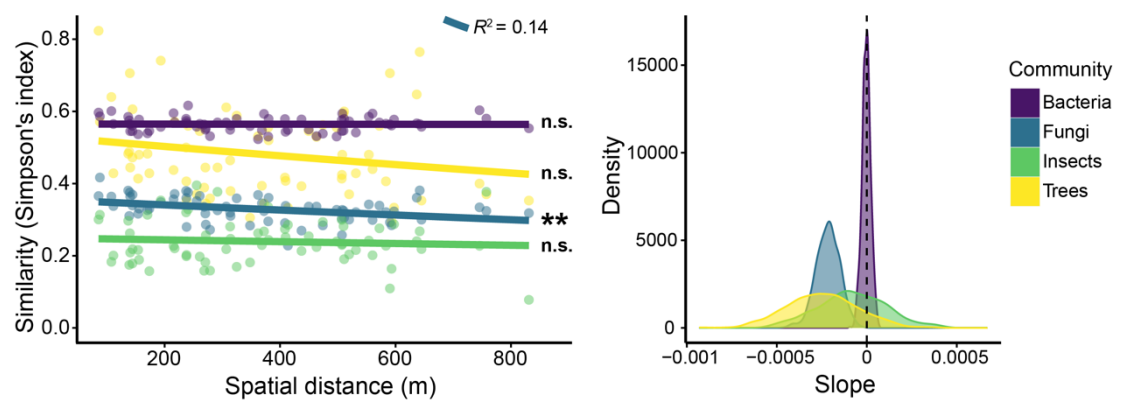 R² = 0.14
Similarity (Simpson's index)
0.8
0.6
0.4
0.2
0.0
n.s.
n.s.
**
n.s.
200
400
600
800
Spatial distance (m)
Density
15000
10000
5000
0
−0.001
−0.0005
0
0.0005
Slope
Community
Bacteria
Fungi
Insects
Trees